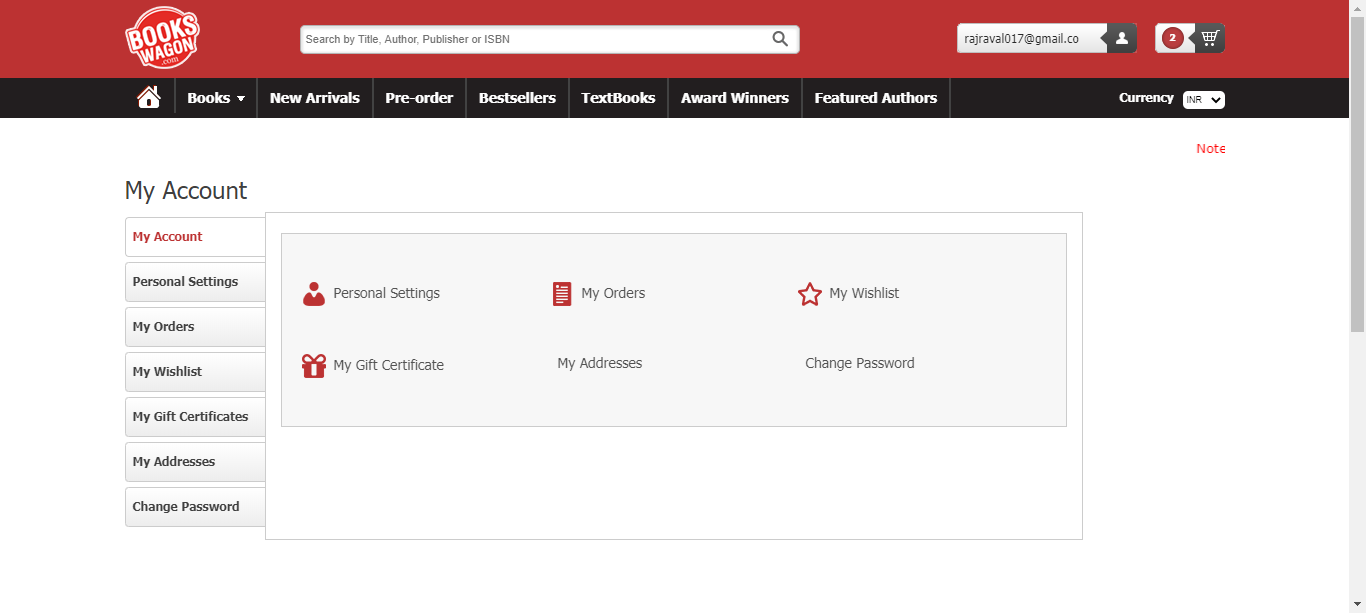 BOOKS
WAGON
.com
Search by Title, Author, Publisher or ISBN
rajraval017@gmail.co
2
Books
New Arrivals
Pre-order
Bestsellers
TextBooks
Award Winners
Featured Authors
Currency
INR
Note
My Account
My Account
Personal Settings
My Orders
My Wishlist
My Gift Certificates
My Addresses
Change Password
Personal Settings
My Orders
My Wishlist
My Gift Certificate
My Addresses
Change Password